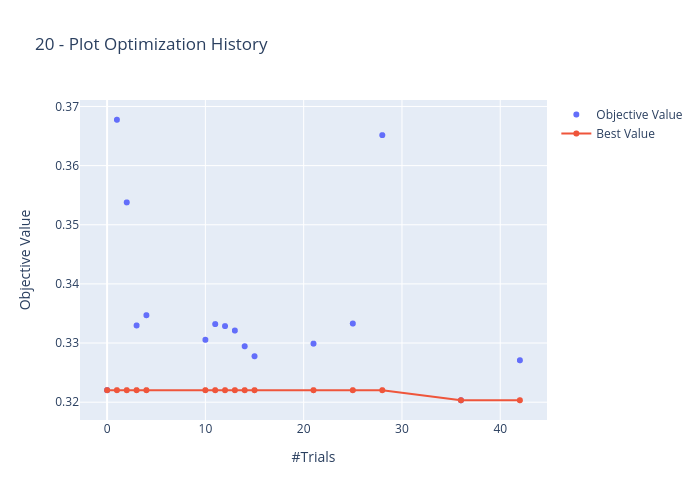 20 - Plot Optimization History
0.37
0.36
0.35
0.34
0.33
0.32
Objective Value
0
10
20
30
40
#Trials
Objective Value
Best Value